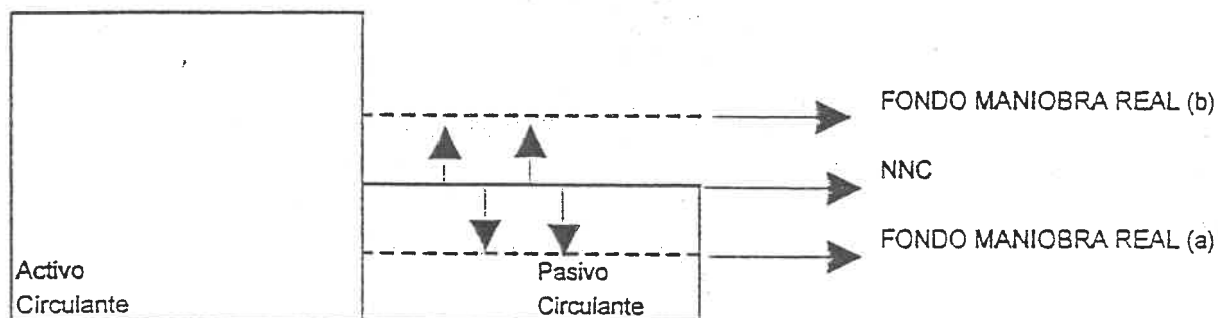 FONDO MANIOBRA REAL (b)
NNC
FONDO MANIOBRA REAL (a)
Activo
Circulante
Pasivo
Circulante